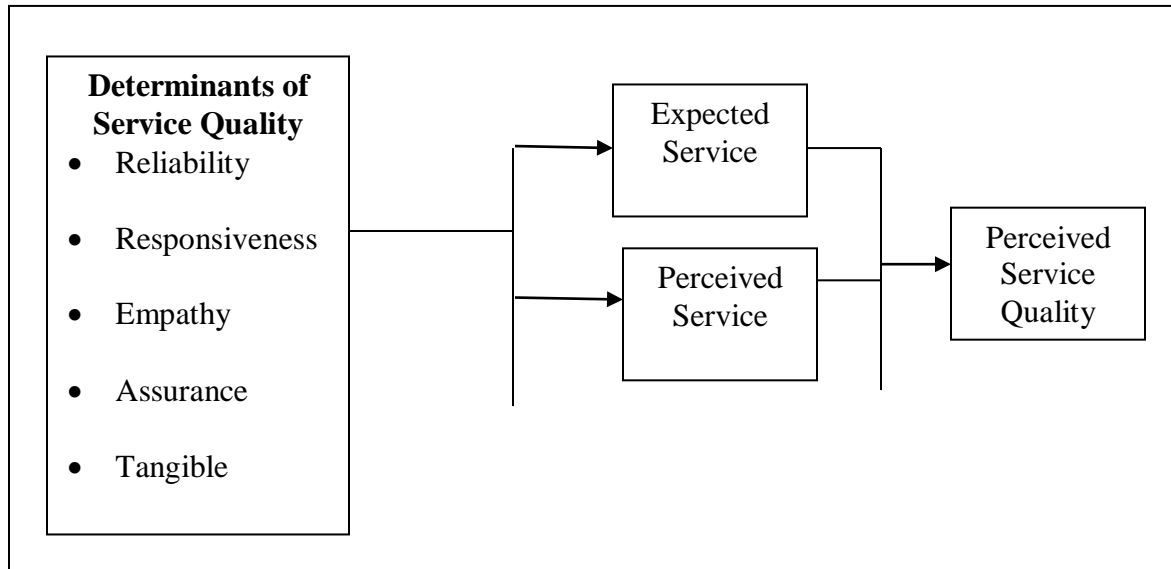 Determinants of
Service Quality
• Reliability
• Responsiveness
• Empathy
• Assurance
• Tangible
Expected
Service
Perceived
Service
Perceived
Service
Quality